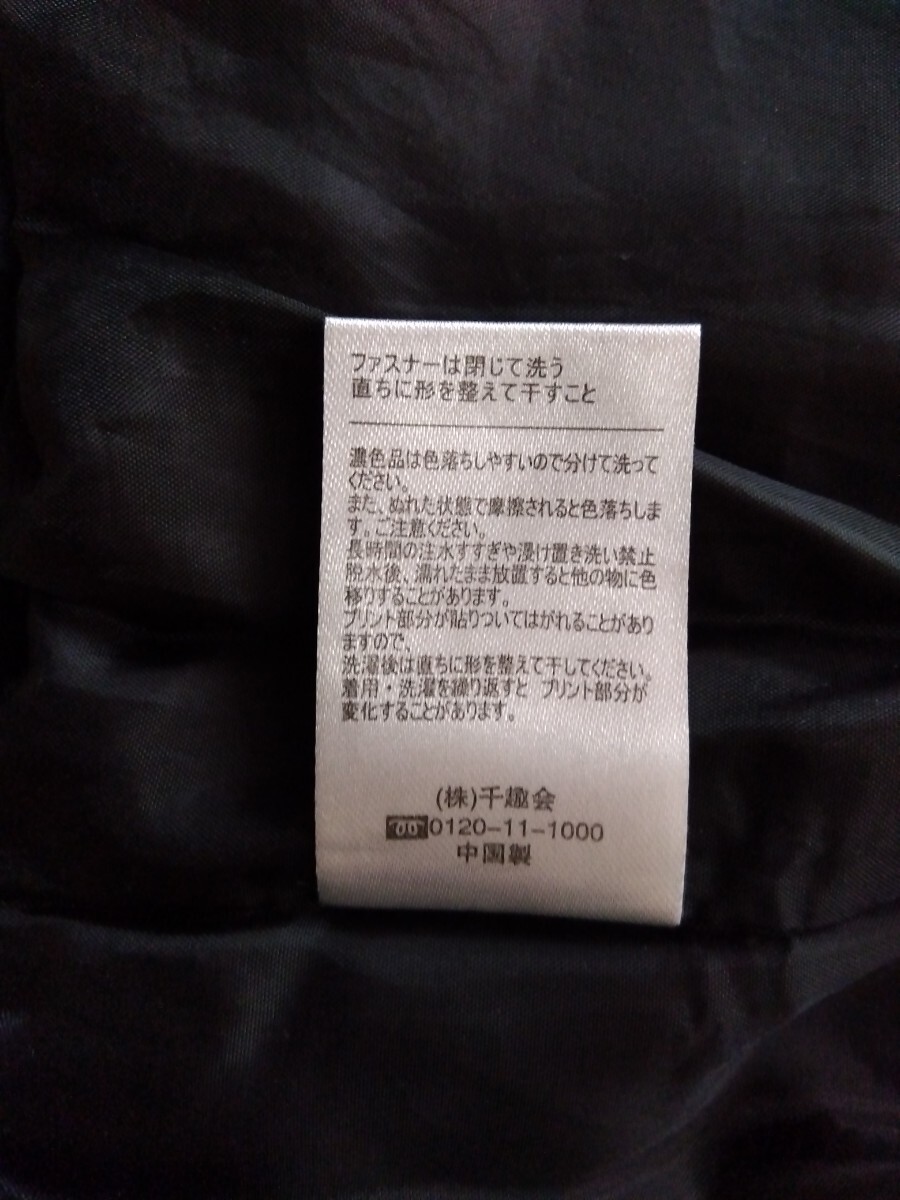 ファスナーは閉じて洗う
直ちに形を整えて干すこと
濃色品は色落ちしやすいので分けて洗って
ください。
また、ぬれた状態で摩擦されると色落ちしま
す。ご注意ください。
長時間の注水すすぎや浸け置き洗い禁止
脱水後、濡れたまま放置すると他の物に色
移りすることがあります。
プリント部分が貼りついてはがれることがあり
ますので、
洗濯後は直ちに形を整えて干してください。
着用・洗濯を繰り返すと プリント部分が
変化することがあります。
(株)千趣会
0120-11-1000
中国製